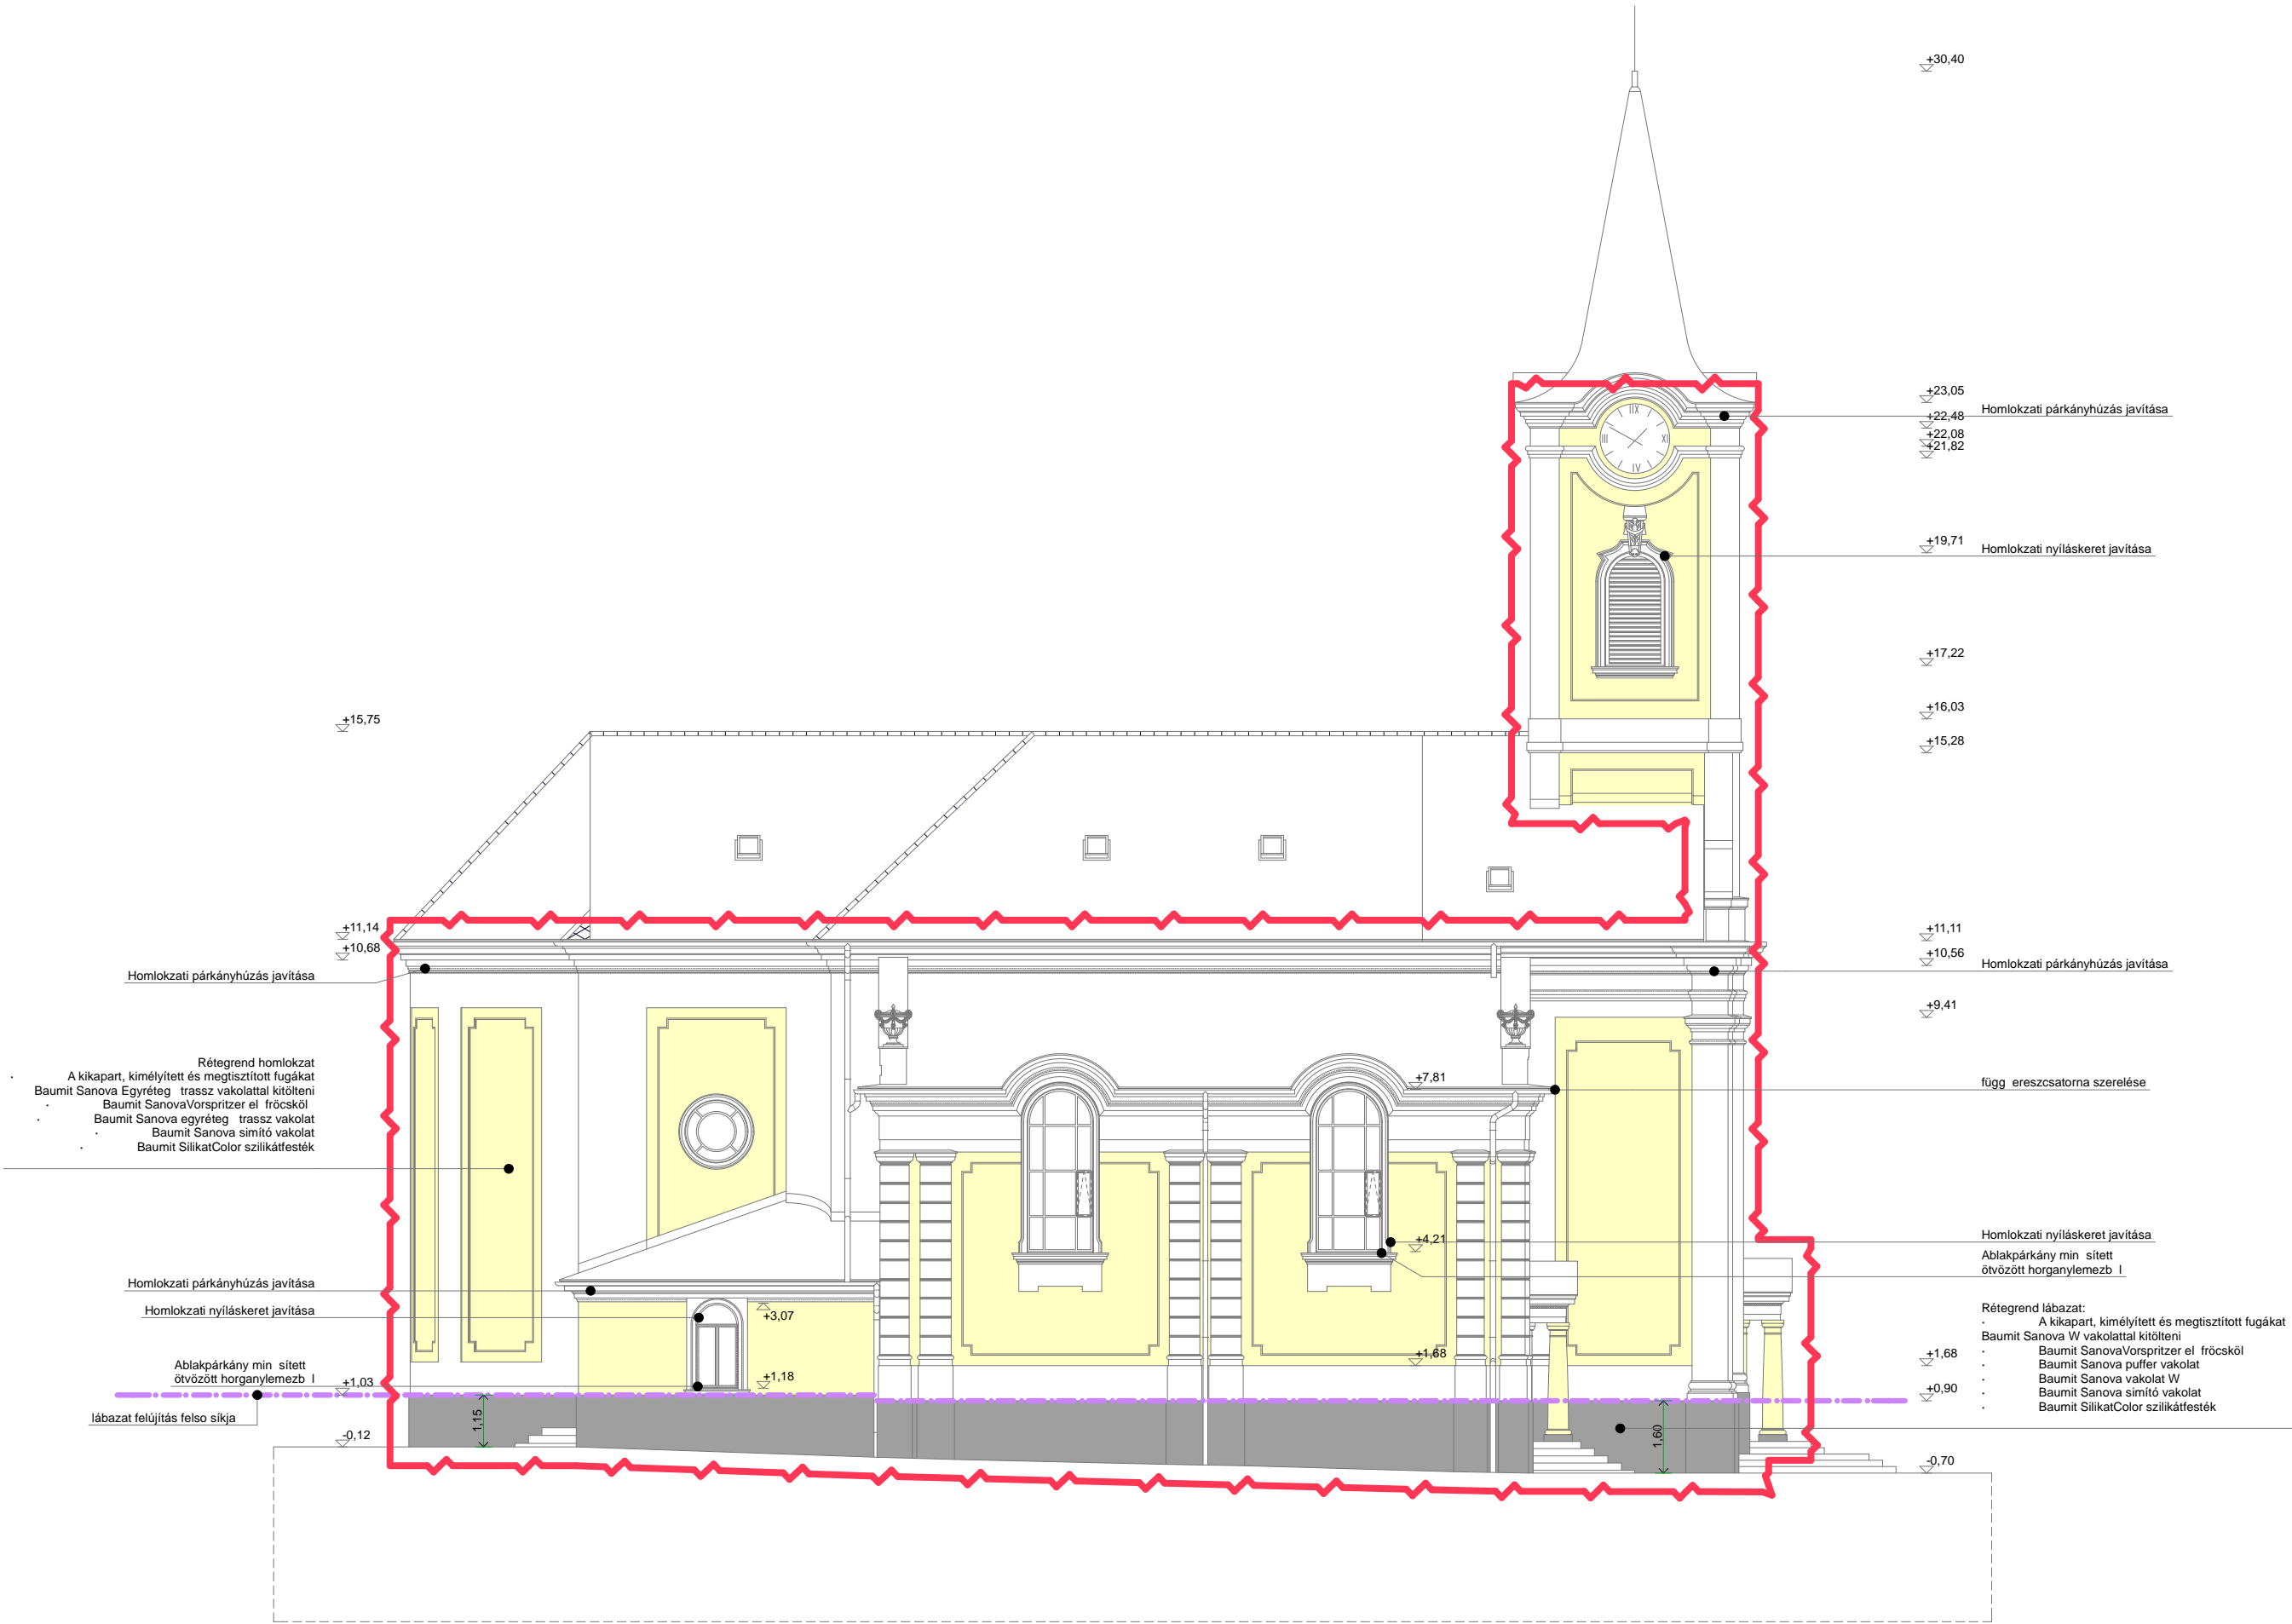 +30,40
+23,05
Homlokzati párkányhúzás javítása
+22,48
+22,08
+21,82
IIX
III
XI
IV
+19,71
Homlokzati nyíláskeret javítása
+17,22
+16,03
+15,75
+15,28
+11,14
+11,11
+10,68
+10,56
Homlokzati párkányhúzás javítása
Homlokzati párkányhúzás javítása
+9,41
Rétegrend homlokzat
· A kikapart, kimélyített és megtisztított fugákat
Baumit Sanova Egyréteg trassz vakolattal kitölteni
· Baumit SanovaVorspritzer el fröcsköl
· Baumit Sanova egyréteg trassz vakolat
· Baumit Sanova simító vakolat
· Baumit SilikatColor szilikátfesték
+7,81
függ ereszcsatorna szerelése
+4,21
Homlokzati nyíláskeret javítása
Ablakpárkány min sített
ötvözött horganylemezb l
Homlokzati párkányhúzás javítása
Homlokzati nyíláskeret javítása
+3,07
Rétegrend lábazat:
· A kikapart, kimélyített és megtisztított fugákat
Baumit Sanova W vakolattal kitölteni
· Baumit SanovaVorspritzer el fröcsköl
· Baumit Sanova puffer vakolat
· Baumit Sanova vakolat W
· Baumit Sanova simító vakolat
· Baumit SilikatColor szilikátfesték
+1,68
+1,68
Ablakpárkány min sített
ötvözött horganylemezb l
+1,18
+1,03
+0,90
lábazat felújítás felso síkja
1,15
1,60
-0,12
-0,70